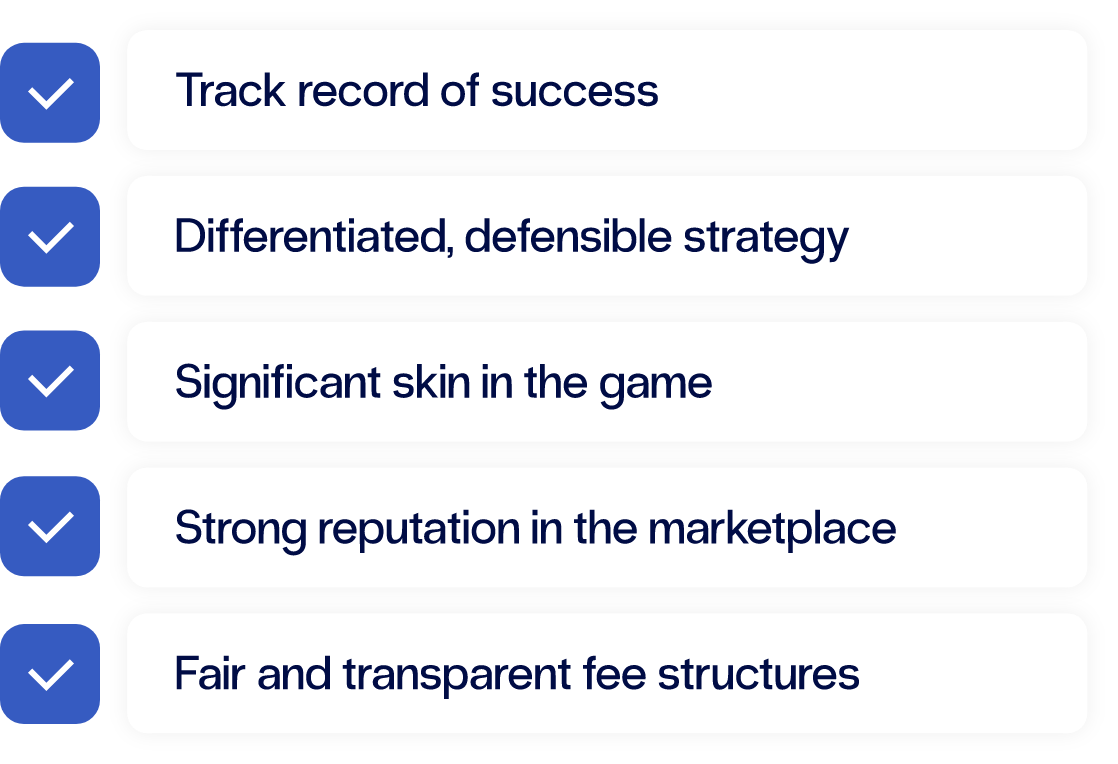 Track record of success
Differentiated, defensible strategy
Significant skin in the game
Strong reputation in the marketplace
Fair and transparent fee structures